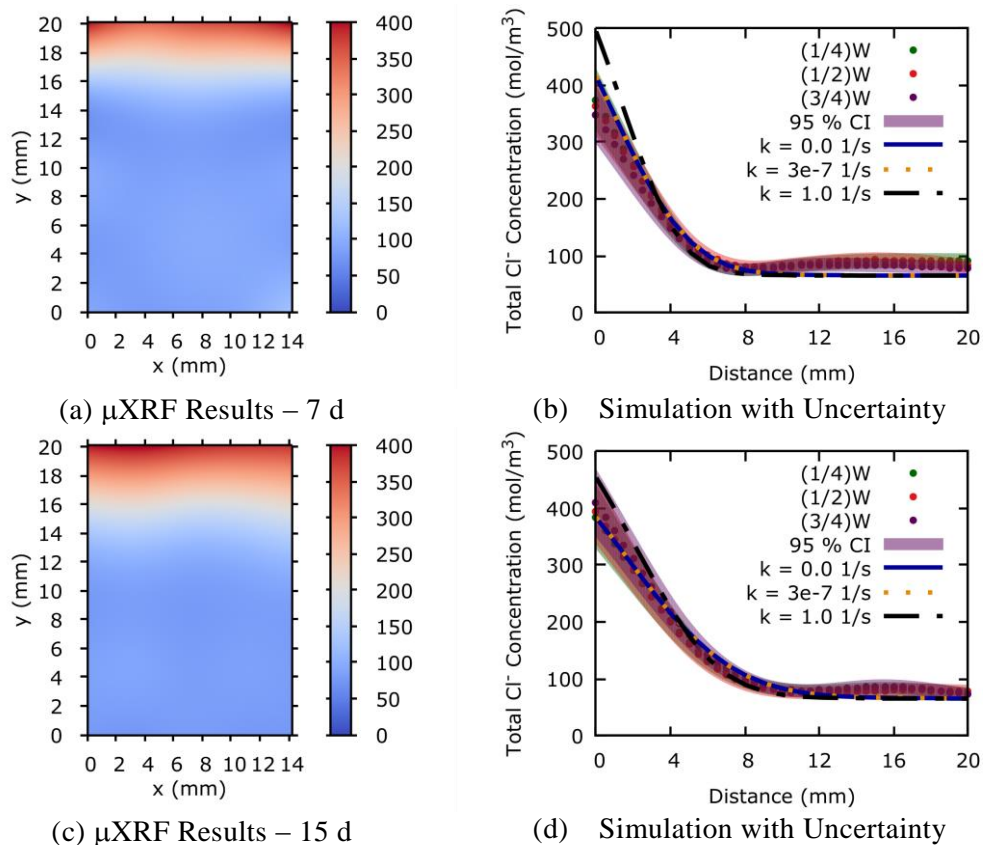 20
18
16
14
12
10
8
6
4
2
0
y (mm)
0 2 4 6 8 10 12 14
x (mm)
400
350
300
250
200
150
100
50
0
(a) μXRF Results – 7 d
Total Cl⁻ Concentration (mol/m³)
500
400
300
200
100
0
0 4 8 12 16 20
Distance (mm)
(1/4)W
(1/2)W
(3/4)W
95 % CI
k = 0.0 1/s
k = 3e-7 1/s
k = 1.0 1/s
(b) Simulation with Uncertainty
20
18
16
14
12
10
8
6
4
2
0
y (mm)
0 2 4 6 8 10 12 14
x (mm)
400
350
300
250
200
150
100
50
0
(c) μXRF Results – 15 d
Total Cl⁻ Concentration (mol/m³)
500
400
300
200
100
0
0 4 8 12 16 20
Distance (mm)
(1/4)W
(1/2)W
(3/4)W
95 % CI
k = 0.0 1/s
k = 3e-7 1/s
k = 1.0 1/s
(d) Simulation with Uncertainty